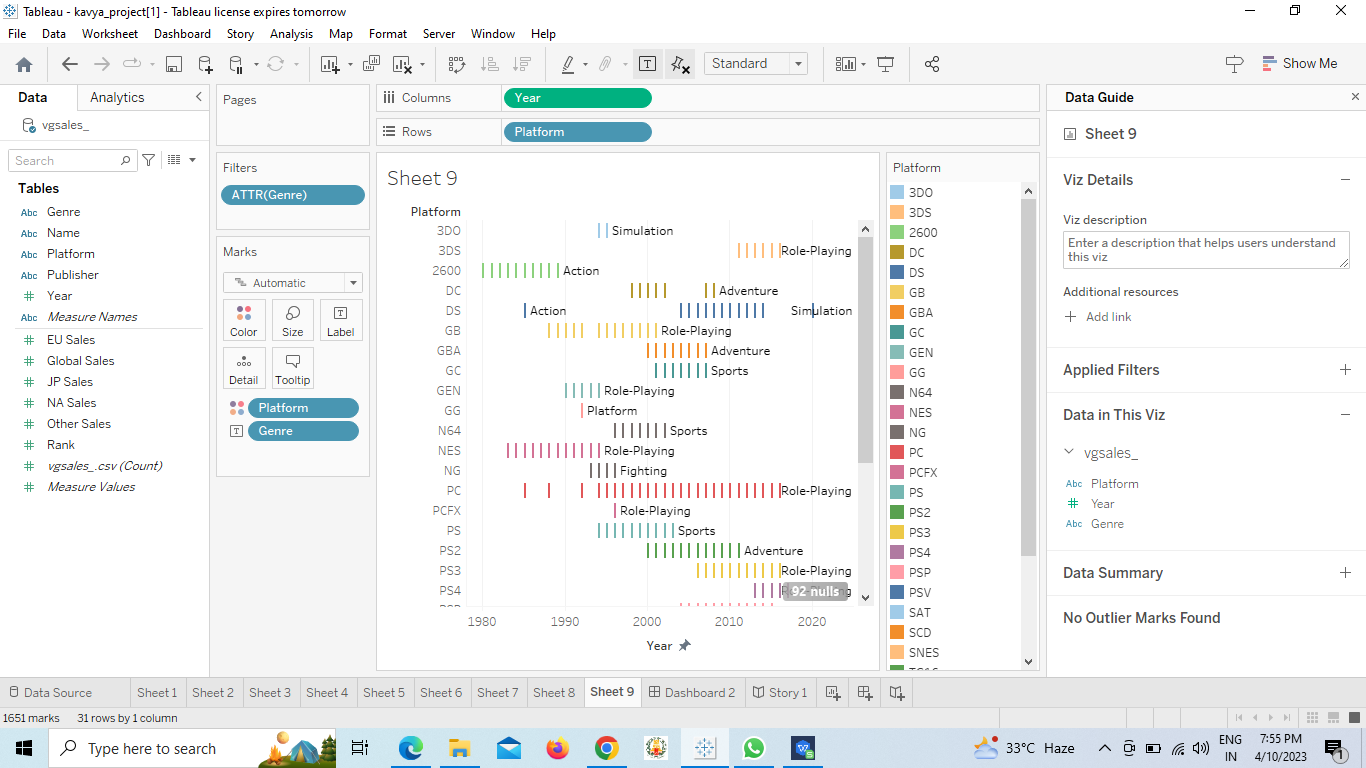 Tableau - kavya_project[1] - Tableau license expires tomorrow
File Data Worksheet Dashboard Story Analysis Map Format Server Window Help
Standard
Show Me
Data Analytics
vgsales_
Search
Tables
Abc Genre
Abc Name
Abc Platform
Abc Publisher
# Year
Abc Measure Names
# EU Sales
# Global Sales
# JP Sales
# NA Sales
# Other Sales
# Rank
# vgsales_.csv (Count)
# Measure Values
Pages
Filters
ATTR(Genre)
Marks
Automatic
Color Size Label
Detail Tooltip
Platform
Genre
Columns Year
Rows Platform
Sheet 9
Platform
3DO Simulation
3DS Role-Playing
2600 Action
DC Adventure
DS Action Simulation
GB Role-Playing
GBA Adventure
GC Sports
GEN Role-Playing
GG Platform
N64 Sports
NES Role-Playing
NG Fighting
PC Role-Playing
PCFX Role-Playing
PS Sports
PS2 Adventure
PS3 Role-Playing
PS4
92 nulls
1980 1990 2000 2010 2020
Year
Platform
3DO
3DS
2600
DC
DS
GB
GBA
GC
GEN
GG
N64
NES
NG
PC
PCFX
PS
PS2
PS3
PS4
PSP
PSV
SAT
SCD
SNES
Data Guide
Sheet 9
Viz Details
Viz description
Enter a description that helps users understand
this viz
Additional resources
Add link
Applied Filters
Data in This Viz
vgsales_
Abc Platform
# Year
Abc Genre
Data Summary
No Outlier Marks Found
Data Source Sheet 1 Sheet 2 Sheet 3 Sheet 4 Sheet 5 Sheet 6 Sheet 7 Sheet 8 Sheet 9 Dashboard 2 Story 1
1651 marks 31 rows by 1 column
Type here to search
33°C Haze
ENG
IN
7:55 PM
4/10/2023
1